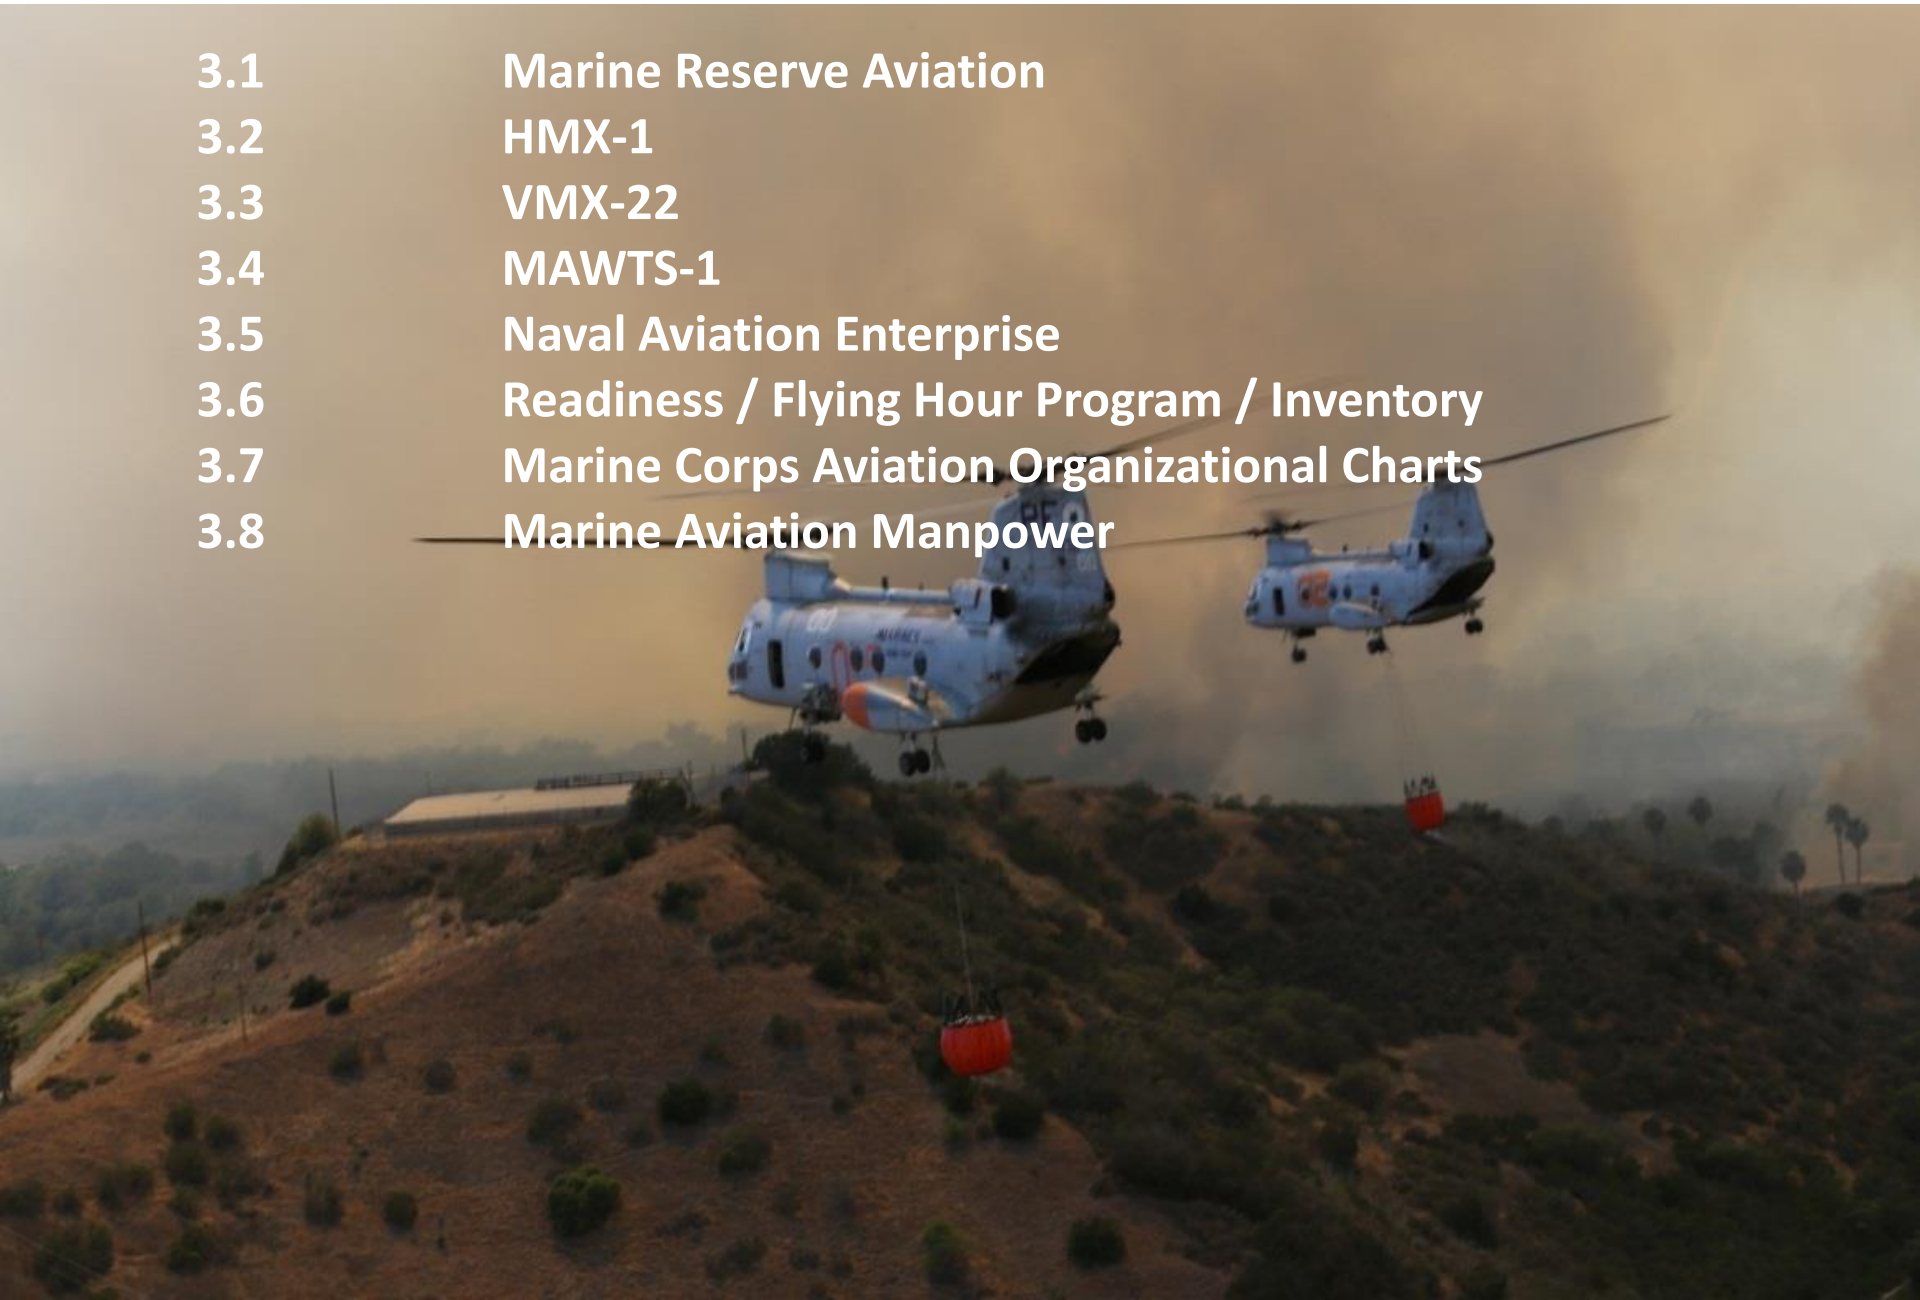 3.1 Marine Reserve Aviation
3.2 HMX-1
3.3 VMX-22
3.4 MAWTS-1
3.5 Naval Aviation Enterprise
3.6 Readiness / Flying Hour Program / Inventory
3.7 Marine Corps Aviation Organizational Charts
3.8 Marine Aviation Manpower
MARINES